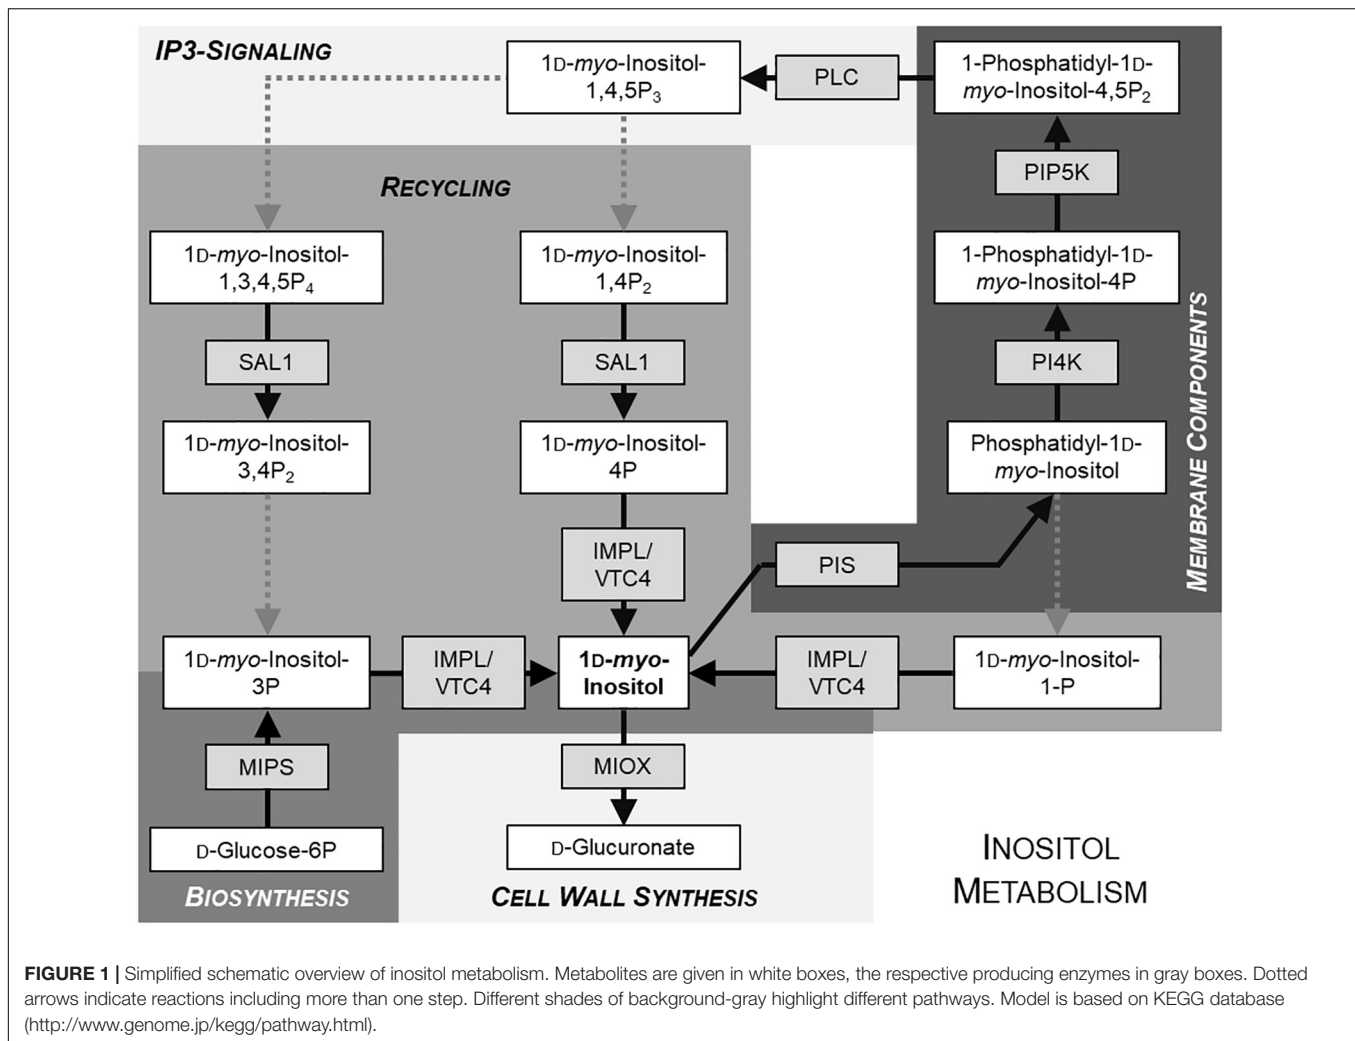 IP3-SIGNALING
1D-myo-Inositol-
1,4,5P3
PLC
1-Phosphatidyl-1D-
myo-Inositol-4,5P2
PIP5K
RECYCLING
1D-myo-Inositol-
1,3,4,5P4
1D-myo-Inositol-
1,4P2
1-Phosphatidyl-1D-
myo-Inositol-4P
SAL1
SAL1
PI4K
MEMBRANE COMPONENTS
1D-myo-Inositol-
3,4P2
1D-myo-Inositol-
4P
Phosphatidyl-1D-
myo-Inositol
IMPL/
VTC4
PIS
1D-myo-Inositol-
3P
IMPL/
VTC4
1D-myo-
Inositol
IMPL/
VTC4
1D-myo-Inositol-
1-P
MIPS
MIOX
D-Glucose-6P
D-Glucuronate
BIOSYNTHESIS
CELL WALL SYNTHESIS
INOSITOL
METABOLISM
FIGURE 1 | Simplified schematic overview of inositol metabolism. Metabolites are given in white boxes, the respective producing enzymes in gray boxes. Dotted
arrows indicate reactions including more than one step. Different shades of background-gray highlight different pathways. Model is based on KEGG database
(http://www.genome.jp/kegg/pathway.html).